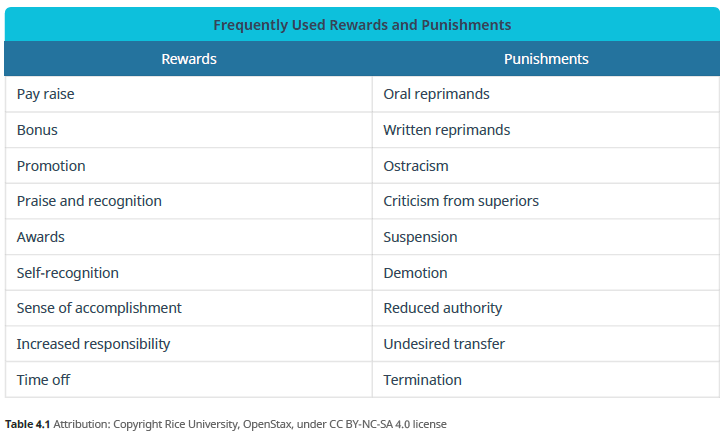 Frequently Used Rewards and Punishments
Rewards Punishments
Pay raise Oral reprimands
Bonus Written reprimands
Promotion Ostracism
Praise and recognition Criticism from superiors
Awards Suspension
Self-recognition Demotion
Sense of accomplishment Reduced authority
Increased responsibility Undesired transfer
Time off Termination
Table 4.1 Attribution: Copyright Rice University, OpenStax, under CC BY-NC-SA 4.0 license